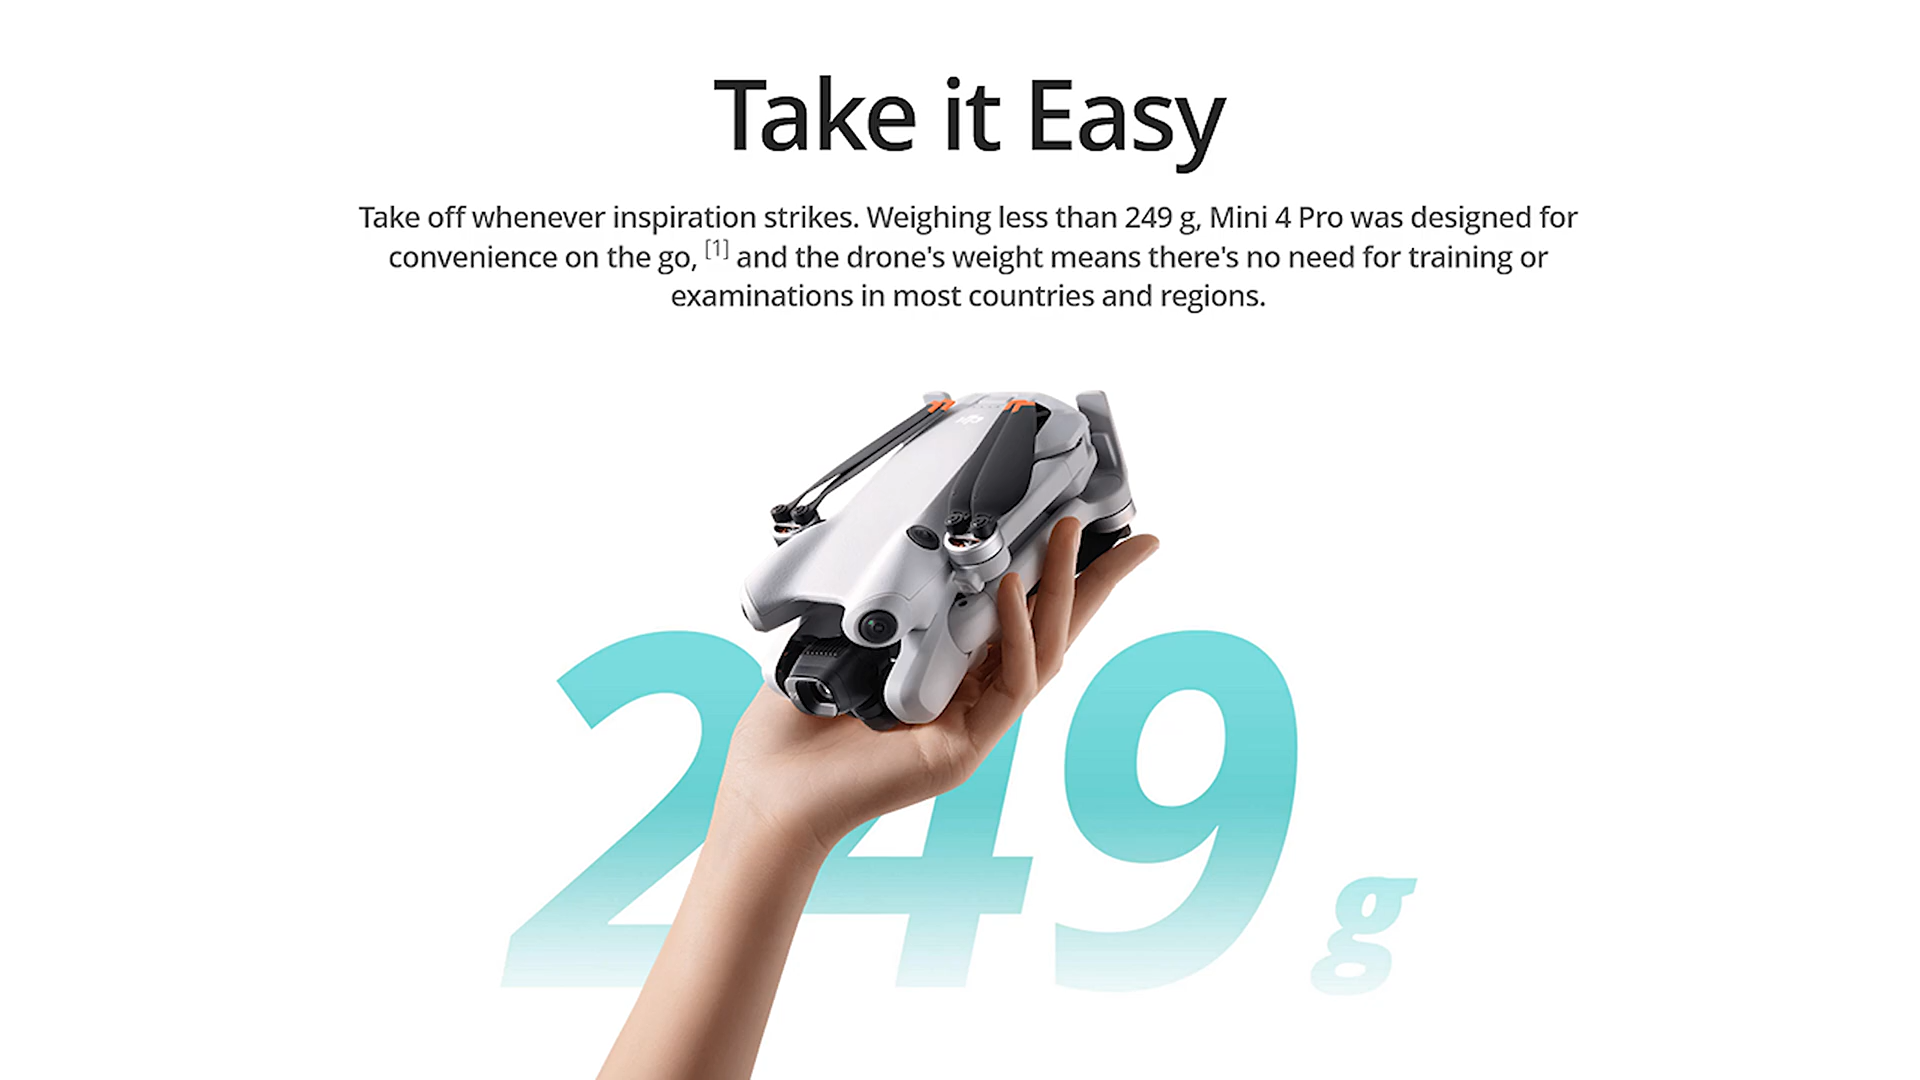 Take it Easy
Take off whenever inspiration strikes. Weighing less than 249 g, Mini 4 Pro was designed for
convenience on the go, [1] and the drone's weight means there's no need for training or
examinations in most countries and regions.
dji
249 g